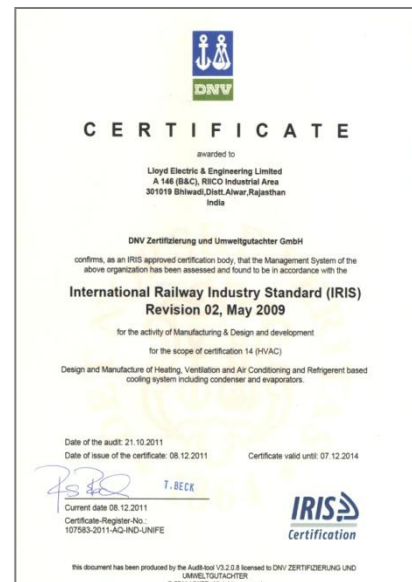 DNV
C E R T I F I C A T E
awarded to
Lloyd Electric & Engineering Limited
A 146 (B&C), RIICO Industrial Area
301019 Bhiwadi,Distt.Alwar,Rajasthan
India
DNV Zertifizierung und Umweltgutachter GmbH
confirms, as an IRIS approved certification body, that the Management System of the
above organization has been assessed and found to be in accordance with the
International Railway Industry Standard (IRIS)
Revision 02, May 2009
for the activity of Manufacturing & Design and development
for the scope of certification 14 (HVAC)
Design and Manufacture of Heating, Ventilation and Air Conditioning and Refrigerent based
cooling system including condenser and evaporators.
Date of the audit: 21.10.2011
Date of issue of the certificate: 08.12.2011 Certificate valid until: 07.12.2014
T.BECK
Current date 08.12.2011
Certificate-Register-No.:
107583-2011-AQ-IND-UNIFE
IRIS
Certification
this document has been produced by the Audit-tool V3.2.0.8 licensed to DNV ZERTIFIZIERUNG UND
UMWELTGUTACHTER